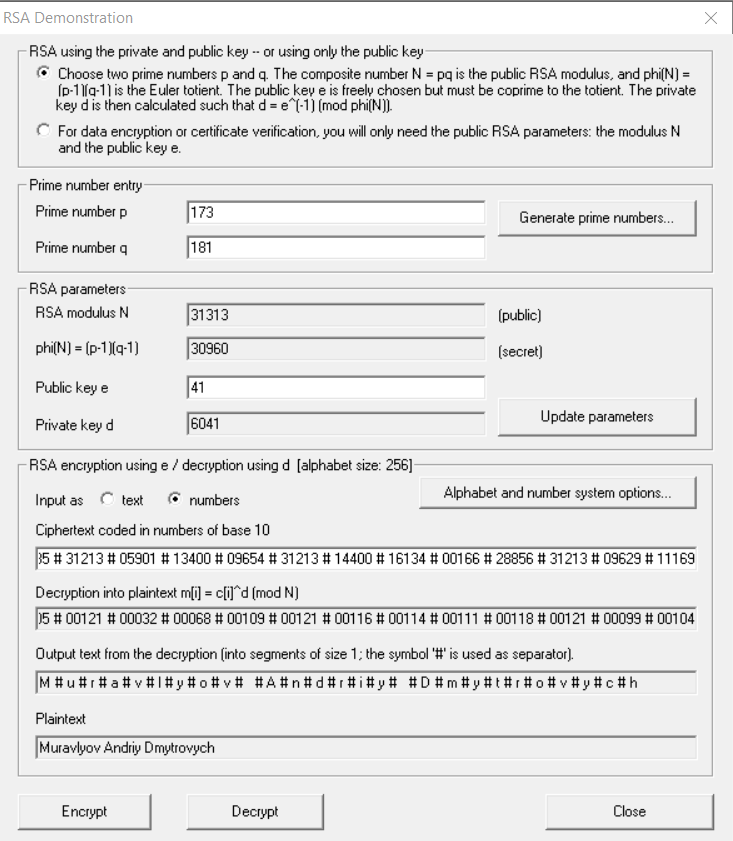 RSA Demonstration
RSA using the private and public key -- or using only the public key
Choose two prime numbers p and q. The composite number N = pq is the public RSA modulus, and phi(N) =
(p-1)(q-1) is the Euler totient. The public key e is freely chosen but must be coprime to the totient. The private
key d is then calculated such that d = e^(-1) (mod phi(N)).
For data encryption or certificate verification, you will only need the public RSA parameters: the modulus N
and the public key e.
Prime number entry
Prime number p
173
Generate prime numbers...
Prime number q
181
RSA parameters
RSA modulus N
31313
(public)
phi(N) = (p-1)(q-1)
30960
(secret)
Public key e
41
Private key d
6041
Update parameters
RSA encryption using e / decryption using d [alphabet size: 256]
Input as
text
numbers
Alphabet and number system options...
Ciphertext coded in numbers of base 10
5 # 31213 # 05901 # 13400 # 09654 # 31213 # 14400 # 16134 # 00166 # 28856 # 31213 # 09629 # 11169
Decryption into plaintext m[i] = c[i]^d (mod N)
5 # 00121 # 00032 # 00068 # 00109 # 00121 # 00116 # 00114 # 00111 # 00118 # 00121 # 00099 # 00104
Output text from the decryption (into segments of size 1; the symbol '#' is used as separator).
M # u # r # a # v # l # y # o # v #   # A # n # d # r # i # y #   # D # m # y # t # r # o # v # y # c # h
Plaintext
Muravlyov Andriy Dmytrovych
Encrypt
Decrypt
Close